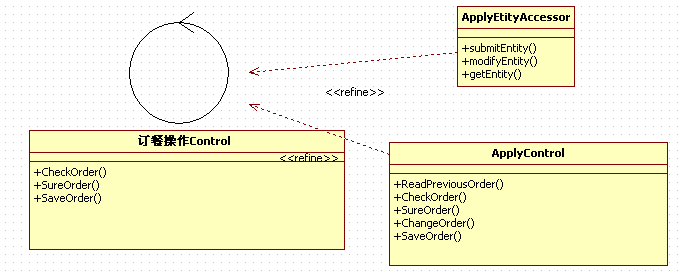 ApplyEtityAccessor
+submitEntity()
+modifyEntity()
+getEntity()
<<refine>>
订餐操作Control
<<refine>>
+CheckOrder()
+SureOrder()
+SaveOrder()
ApplyControl
+ReadPreviousOrder()
+CheckOrder()
+SureOrder()
+ChangeOrder()
+SaveOrder()